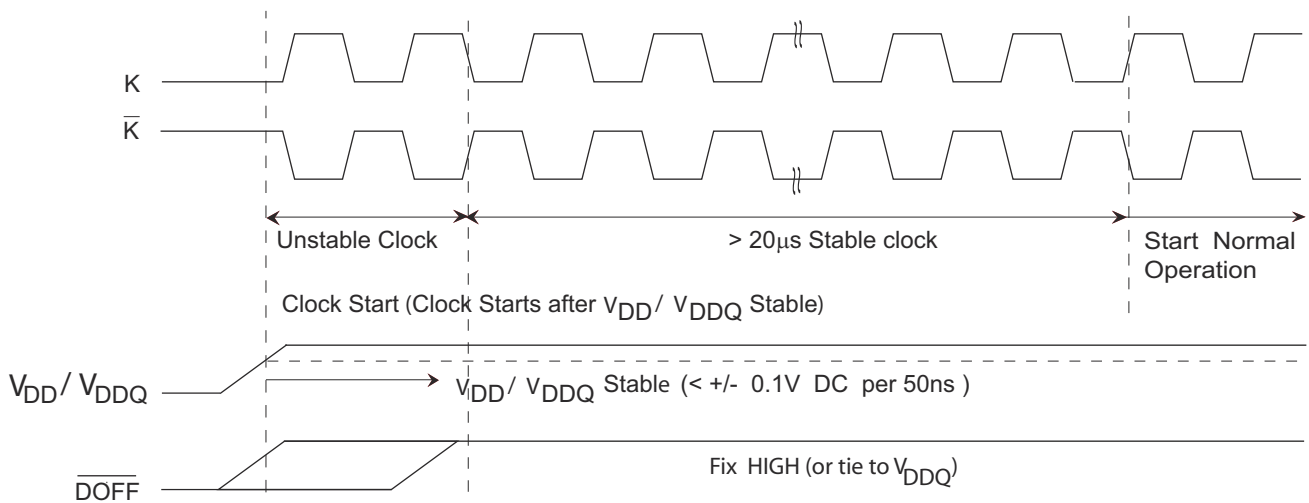 K
K̅
Unstable Clock
> 20μs Stable clock
Start Normal
Operation
Clock Start (Clock Starts after VDD / VDDQ Stable)
VDD / VDDQ
VDD / VDDQ Stable (< +/- 0.1V DC per 50ns )
Fix HIGH (or tie to VDDQ)
D̅O̅F̅F̅